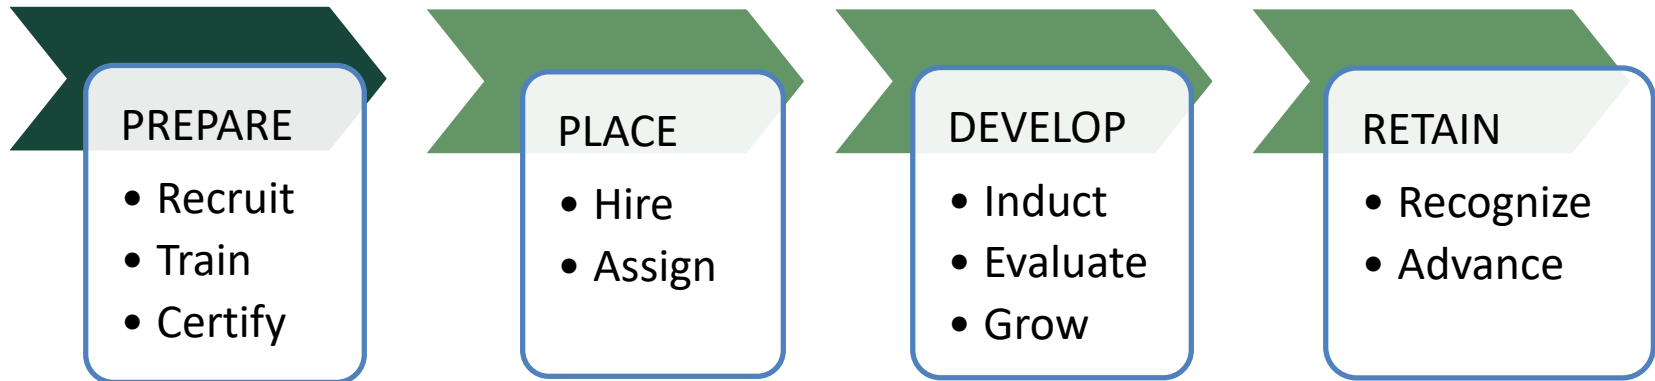 PREPARE
• Recruit
• Train
• Certify
PLACE
• Hire
• Assign
DEVELOP
• Induct
• Evaluate
• Grow
RETAIN
• Recognize
• Advance